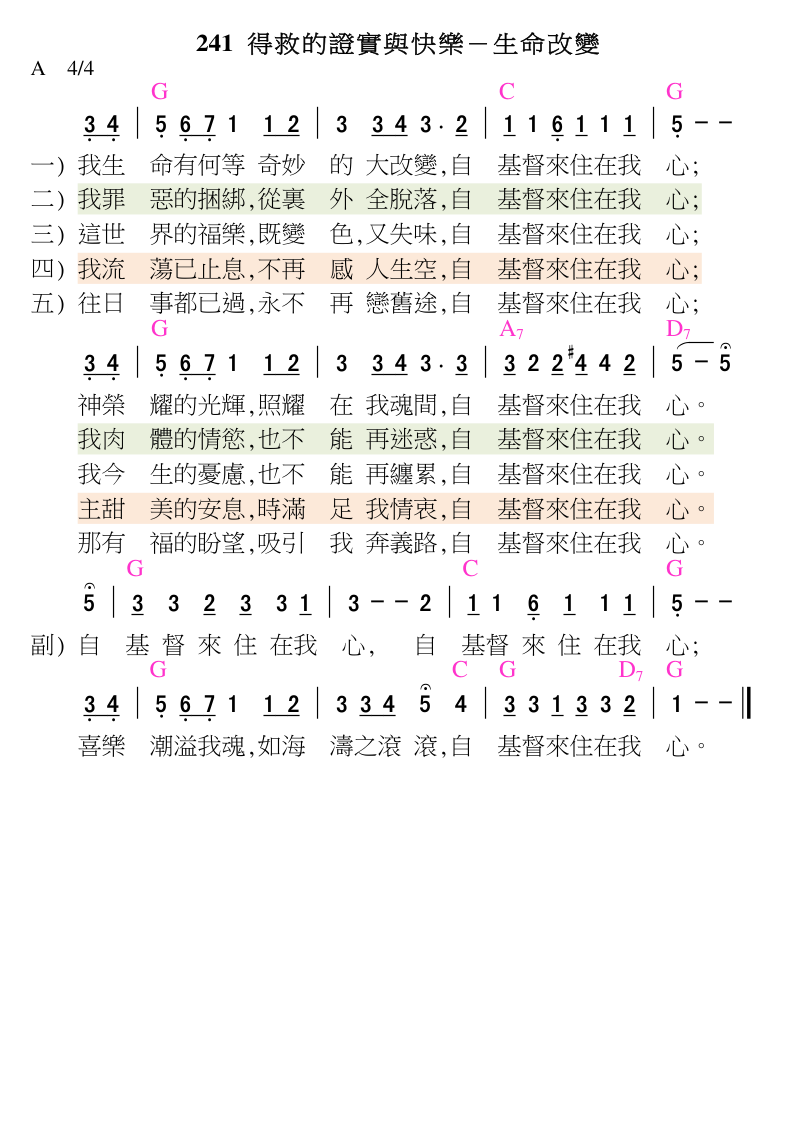 241 得救的證實與快樂－生命改變
A 4/4
G C G
3 4 | 5 6 7 1 1 2 | 3 3 4 3 · 2 | 1 1 6 1 1 1 | 5 － －
一) 我生 命有何等 奇妙 的 大改變,自 基督來住在我 心;
二) 我罪 惡的捆綁,從裏 外 全脫落,自 基督來住在我 心;
三) 這世 界的福樂,既變 色,又失味,自 基督來住在我 心;
四) 我流 蕩已止息,不再 感 人生空,自 基督來住在我 心;
五) 往日 事都已過,永不 再 戀舊途,自 基督來住在我 心;
G A7 D7
3 4 | 5 6 7 1 1 2 | 3 3 4 3 · 3 | 3 2 2 #4 4 2 | 5 － 5
神榮 耀的光輝,照耀 在 我魂間,自 基督來住在我 心。
我肉 體的情慾,也不 能 再迷惑,自 基督來住在我 心。
我今 生的憂慮,也不 能 再纏累,自 基督來住在我 心。
主甜 美的安息,時滿 足 我情衷,自 基督來住在我 心。
那有 福的盼望,吸引 我 奔義路,自 基督來住在我 心。
G C G
5 | 3 3 2 3 3 1 | 3 － － 2 | 1 1 6 1 1 1 | 5 － －
副) 自 基 督 來 住 在我 心, 自 基督 來 住 在我 心;
G C G D7 G
3 4 | 5 6 7 1 1 2 | 3 3 4 5 4 | 3 3 1 3 3 2 | 1 － － ‖
喜樂 潮溢我魂,如海 濤之滾 滾,自 基督來住在我 心。